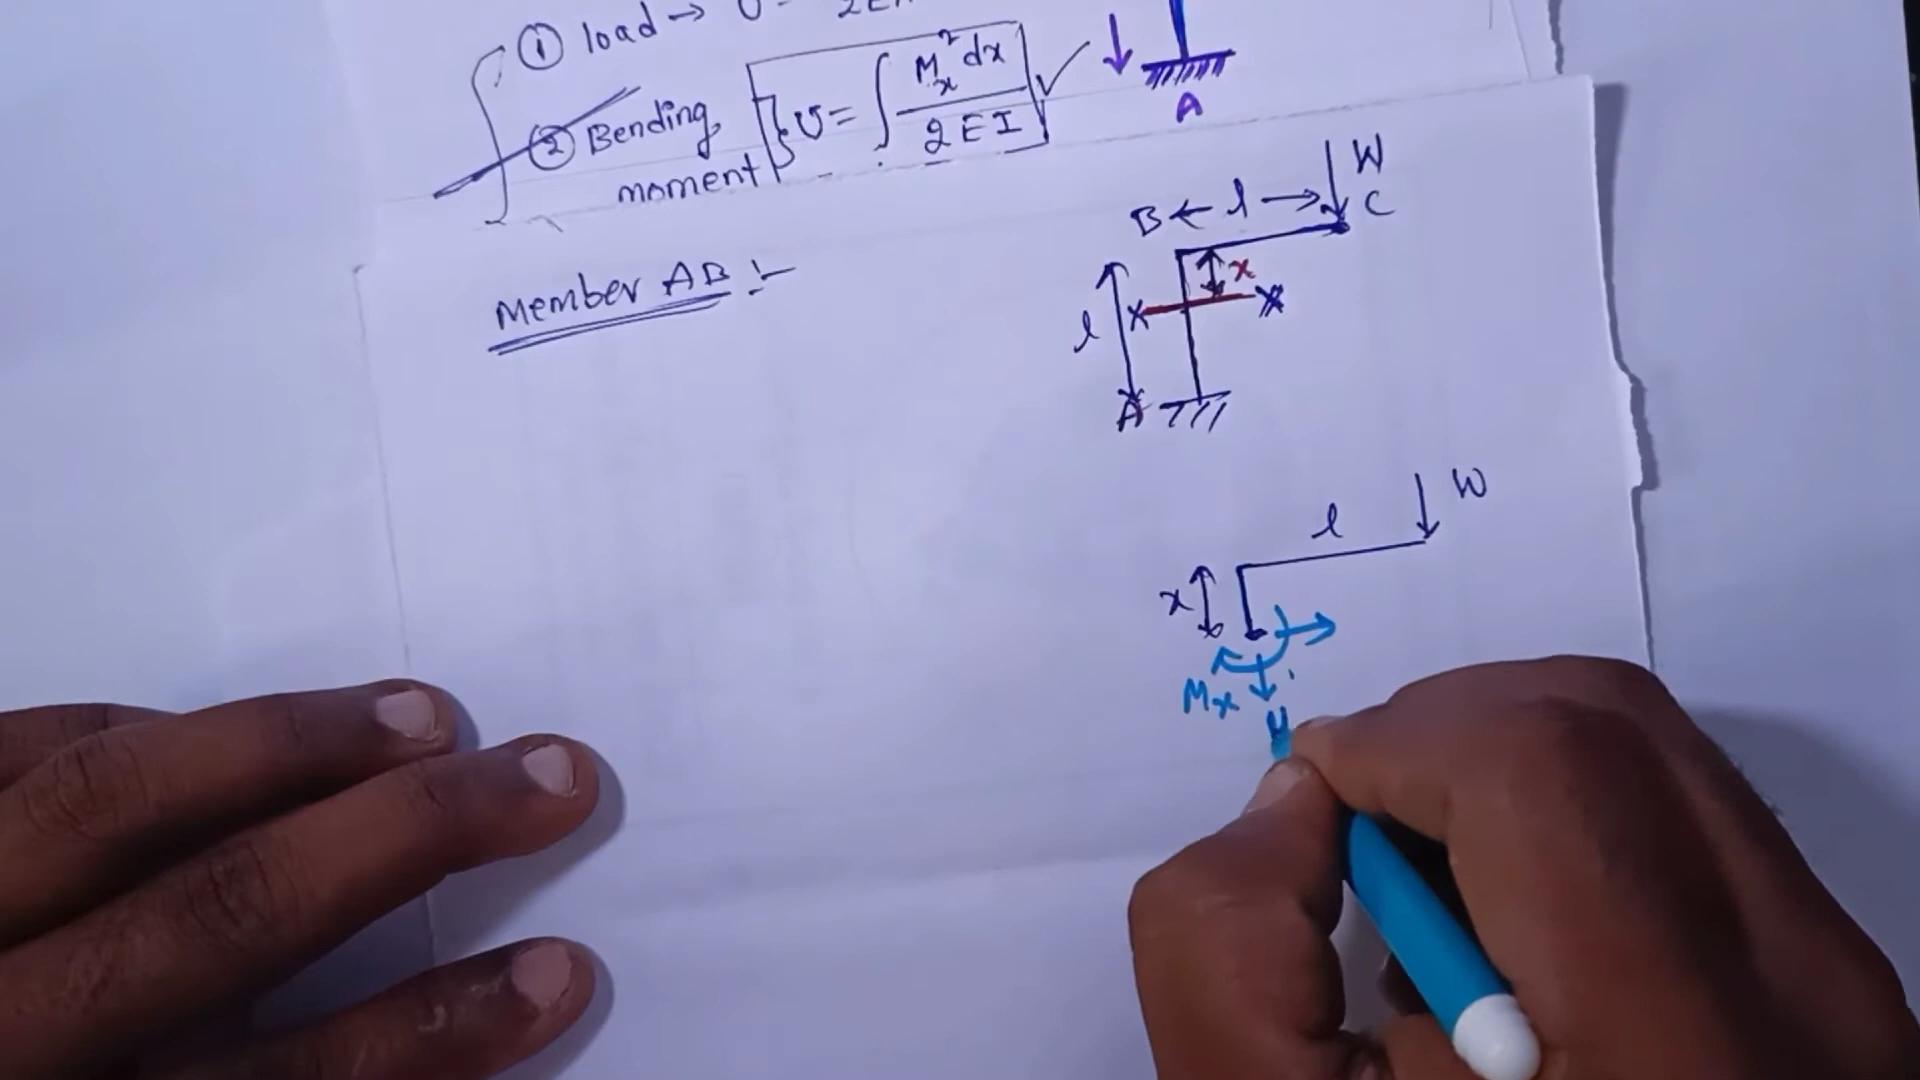 ① load → U =
② Bending moment { U = ∫ Mx² dx / 2EI ✓
A
W
B ← l → C
Member AB :-
x
X X
l
A
W
l
x
Mx